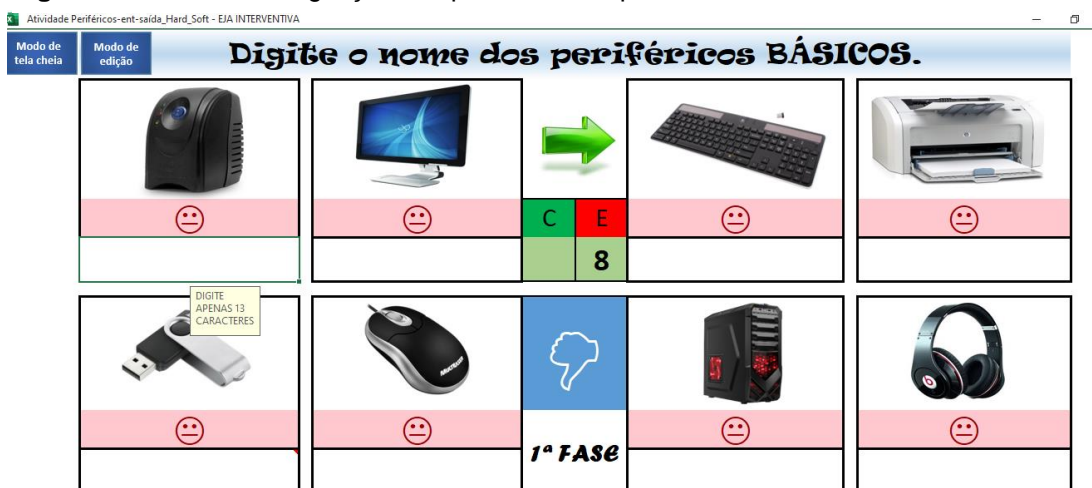 Atividade Periféricos-ent-saída_Hard_Soft - EJA INTERVENTIVA
Modo de tela cheia
Modo de edição
Digite o nome dos periféricos BÁSICOS.
C E
8
DIGITE
APENAS 13
CARACTERES
1ª FASE